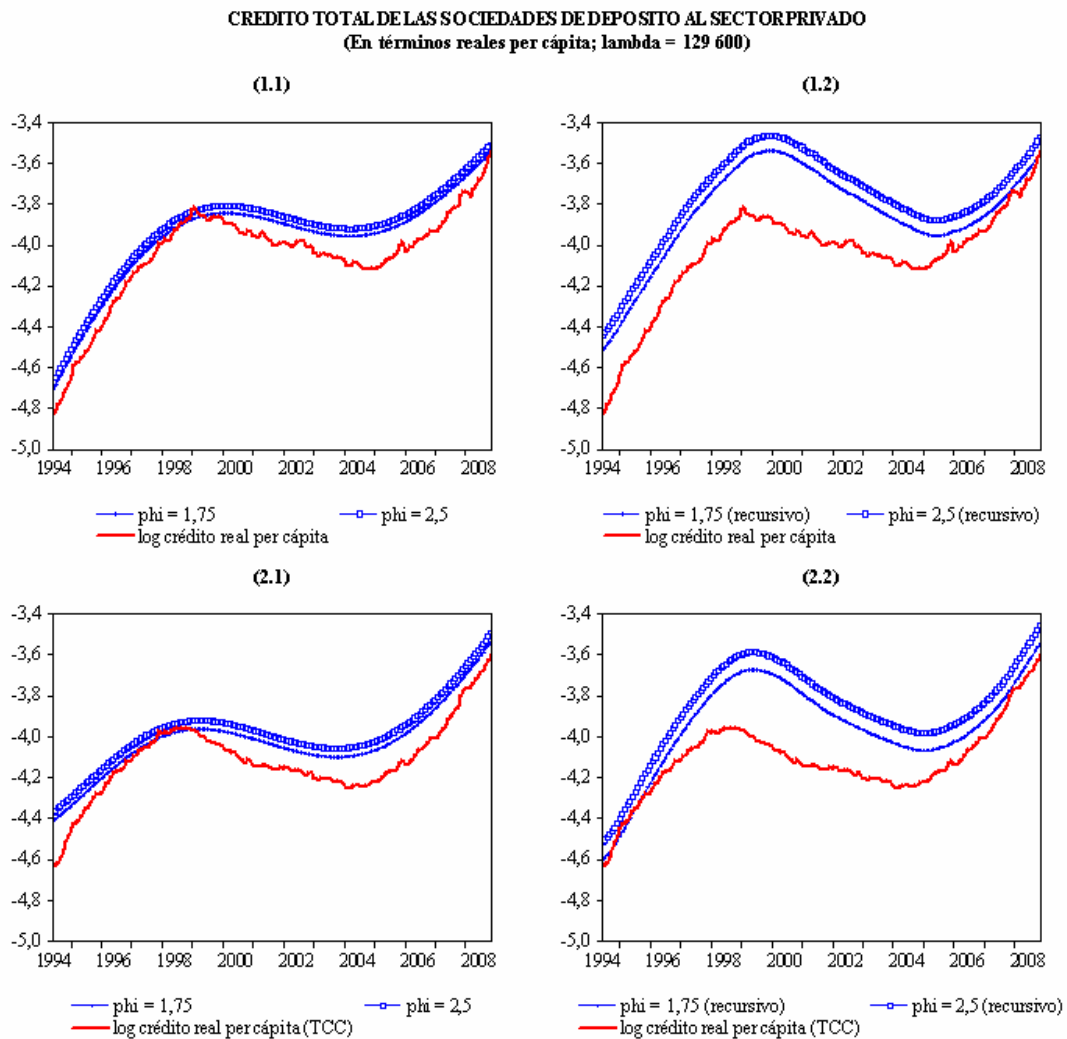 CREDITO TOTAL DE LAS SOCIEDADES DE DEPOSITO AL SECTOR PRIVADO
(En términos reales per cápita; lambda = 129 600)
(1.1)
-3,4
-3,6
-3,8
-4,0
-4,2
-4,4
-4,6
-4,8
-5,0
1994 1996 1998 2000 2002 2004 2006 2008
phi = 1,75 phi = 2,5
log crédito real per cápita
(1.2)
-3,4
-3,6
-3,8
-4,0
-4,2
-4,4
-4,6
-4,8
-5,0
1994 1996 1998 2000 2002 2004 2006 2008
phi = 1,75 (recursivo) phi = 2,5 (recursivo)
log crédito real per cápita
(2.1)
-3,4
-3,6
-3,8
-4,0
-4,2
-4,4
-4,6
-4,8
-5,0
1994 1996 1998 2000 2002 2004 2006 2008
phi = 1,75 phi = 2,5
log crédito real per cápita (TCC)
(2.2)
-3,4
-3,6
-3,8
-4,0
-4,2
-4,4
-4,6
-4,8
-5,0
1994 1996 1998 2000 2002 2004 2006 2008
phi = 1,75 (recursivo) phi = 2,5 (recursivo)
log crédito real per cápita (TCC)